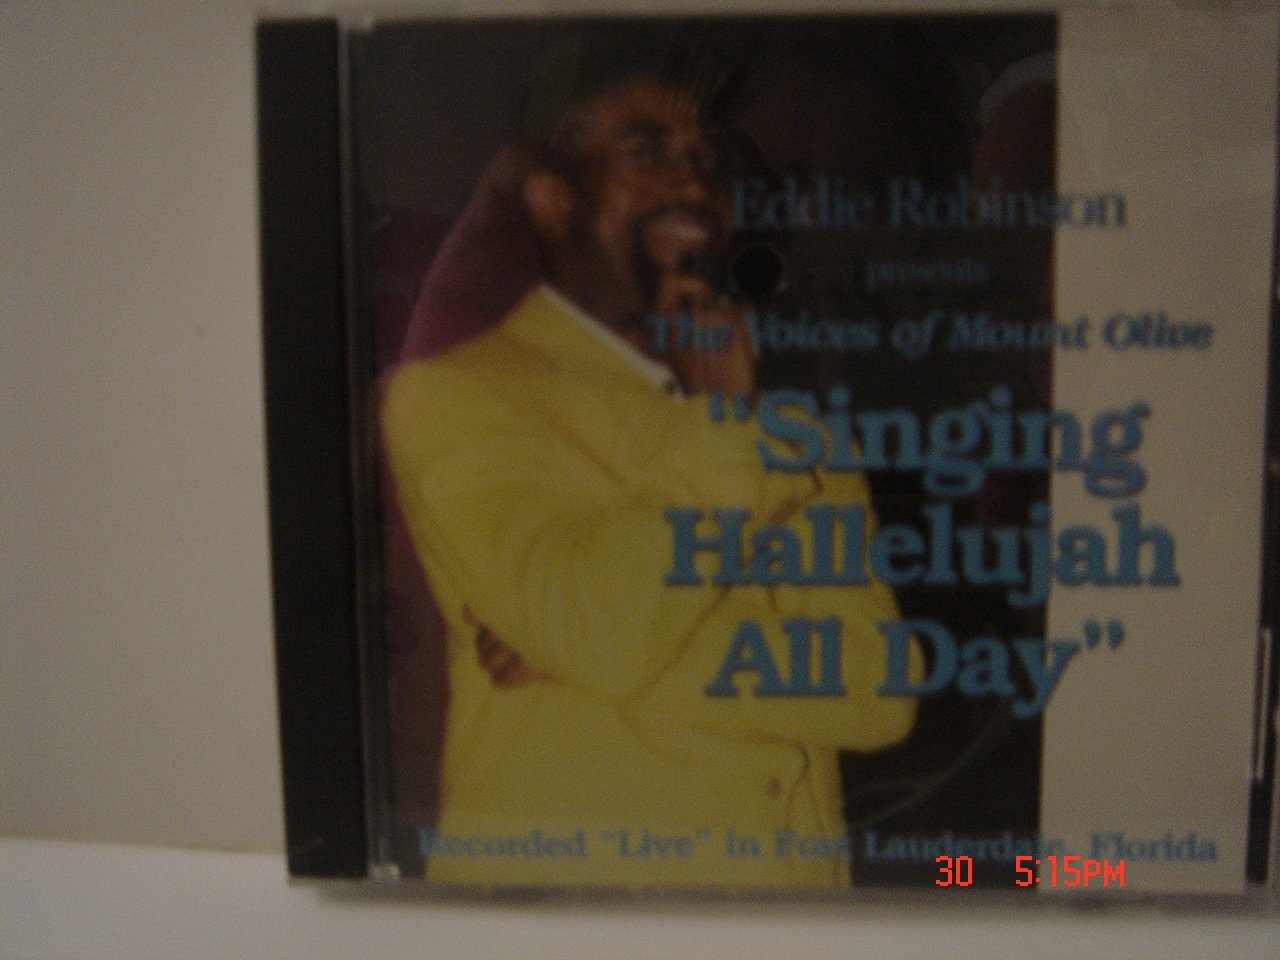 Eddie Robinson
presents
The Voices of Mount Olive
"Singing
Hallelujah
All Day"
Recorded "Live" in Fort Lauderdale, Florida
30 5:15PM